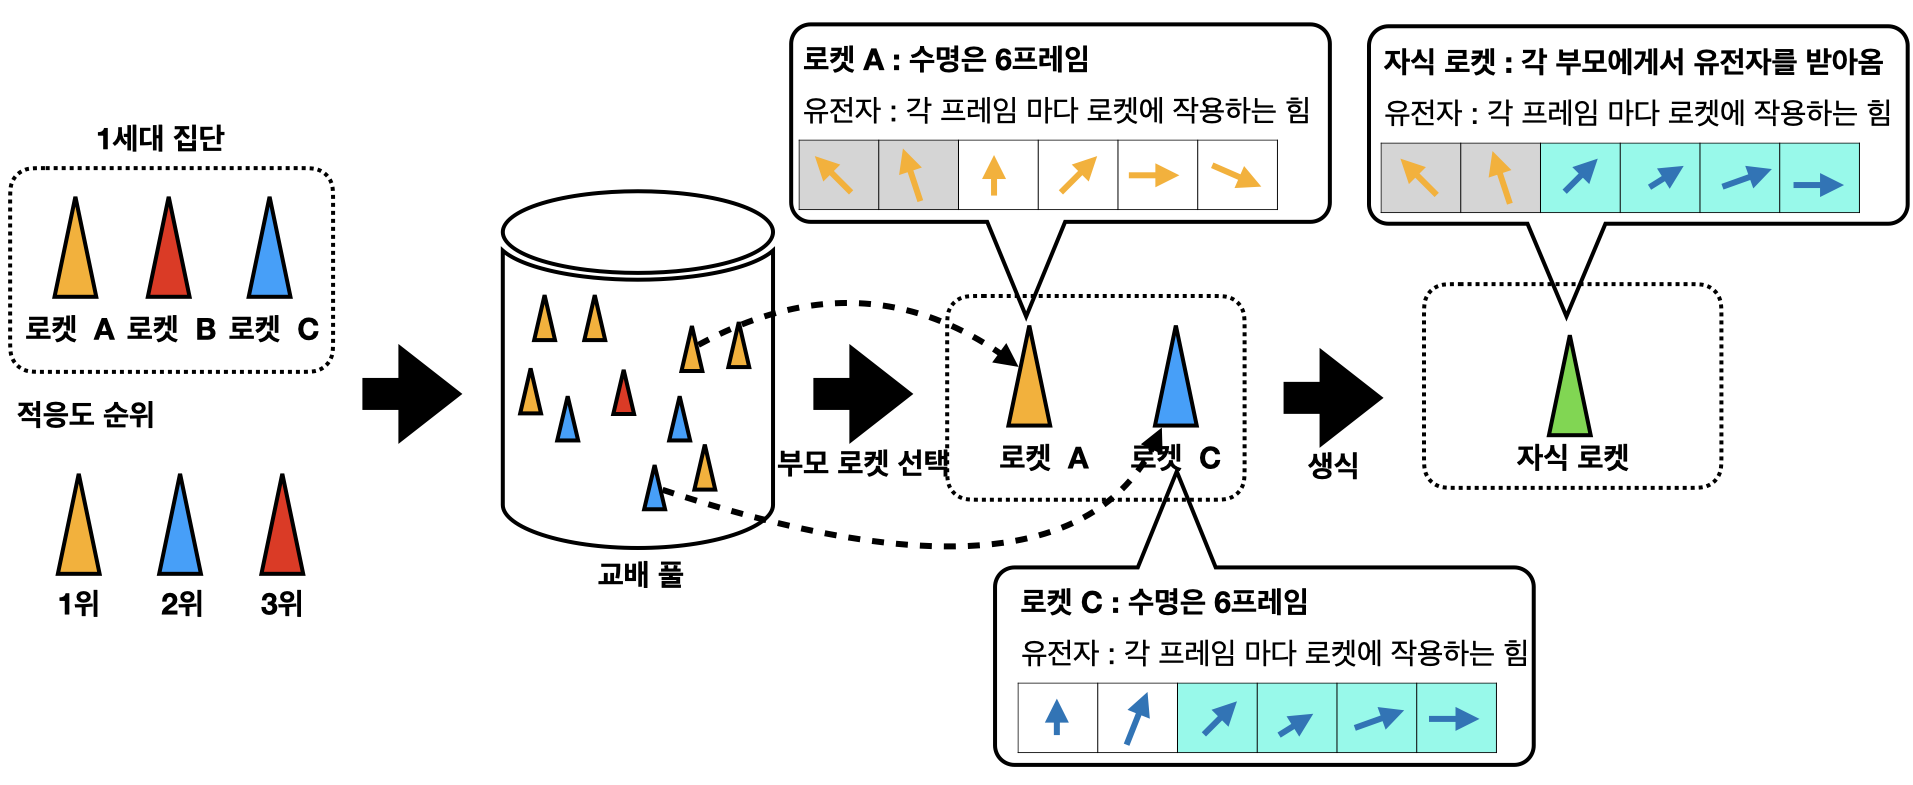 1세대 집단
로켓 A 로켓 B 로켓 C
적응도 순위
1위 2위 3위
교배 풀
부모 로켓 선택
로켓 A : 수명은 6프레임
유전자 : 각 프레임 마다 로켓에 작용하는 힘
로켓 A 로켓 C
로켓 C : 수명은 6프레임
유전자 : 각 프레임 마다 로켓에 작용하는 힘
생식
자식 로켓 : 각 부모에게서 유전자를 받아옴
유전자 : 각 프레임 마다 로켓에 작용하는 힘
자식 로켓